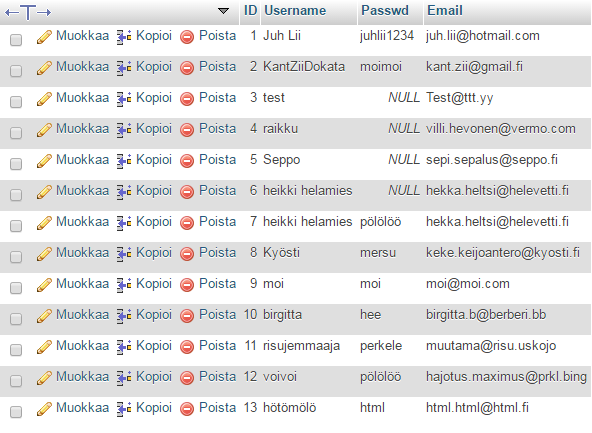 ID Username Passwd Email
Muokkaa Kopioi Poista 1 Juh Lii juhlii1234 juh.lii@hotmail.com
Muokkaa Kopioi Poista 2 KantZiiDokata moimoi kant.zii@gmail.fi
Muokkaa Kopioi Poista 3 test NULL Test@ttt.yy
Muokkaa Kopioi Poista 4 raikku NULL villi.hevonen@vermo.com
Muokkaa Kopioi Poista 5 Seppo NULL sepi.sepalus@seppo.fi
Muokkaa Kopioi Poista 6 heikki helamies NULL hekka.heltsi@helevetti.fi
Muokkaa Kopioi Poista 7 heikki helamies pölölöö hekka.heltsi@helevetti.fi
Muokkaa Kopioi Poista 8 Kyösti mersu keke.keijoantero@kyosti.fi
Muokkaa Kopioi Poista 9 moi moi moi@moi.com
Muokkaa Kopioi Poista 10 birgitta hee birgitta.b@berberi.bb
Muokkaa Kopioi Poista 11 risujemmaaja perkele muutama@risu.uskojo
Muokkaa Kopioi Poista 12 voivoi pölölöö hajotus.maximus@prkl.bing
Muokkaa Kopioi Poista 13 hötömölö html html.html@html.fi